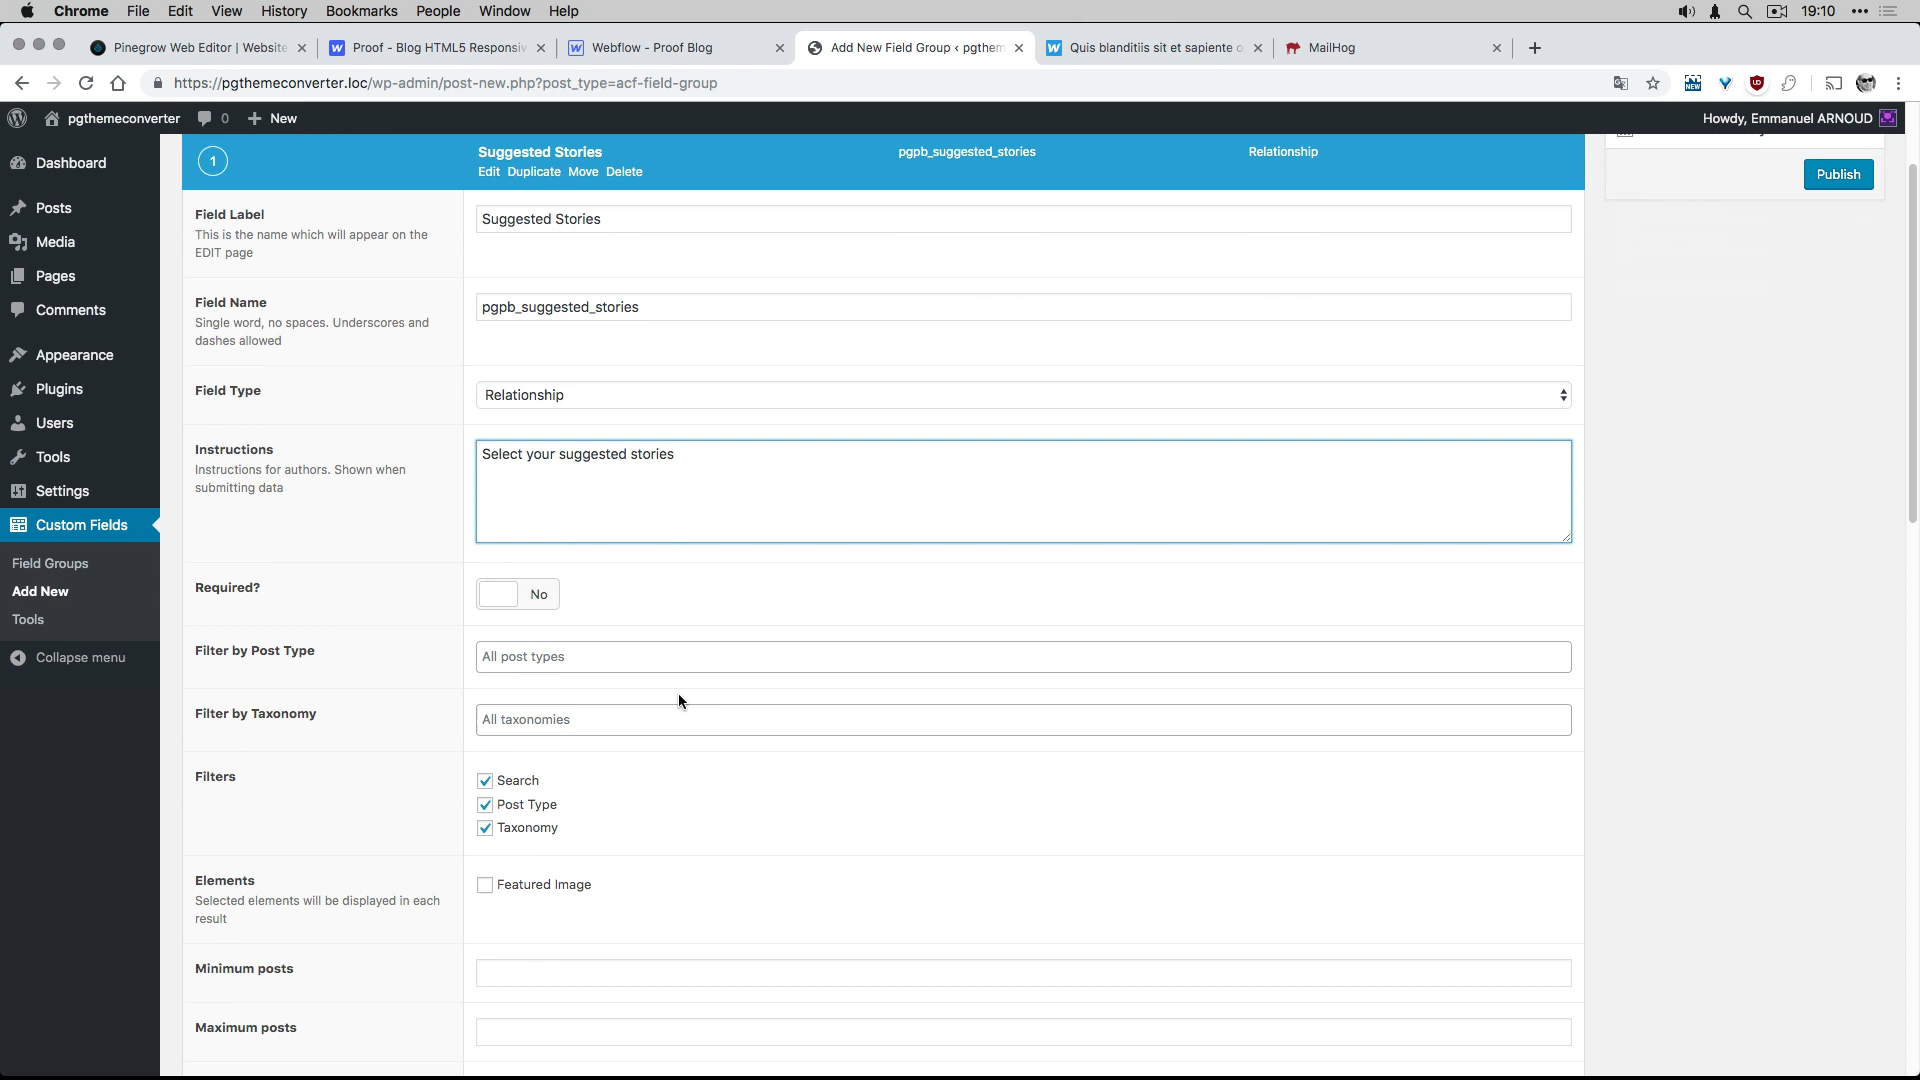 Chrome File Edit View History Bookmarks People Window Help 19:10
Pinegrow Web Editor | Website Proof - Blog HTML5 Responsiv Webflow - Proof Blog Add New Field Group ‹ pgthem Quis blanditiis sit et sapiente o MailHog
https://pgthemeconverter.loc/wp-admin/post-new.php?post_type=acf-field-group
pgthemeconverter 0 New Howdy, Emmanuel ARNOUD
Dashboard
Posts
Media
Pages
Comments
Appearance
Plugins
Users
Tools
Settings
Custom Fields
Field Groups
Add New
Tools
Collapse menu
1 Suggested Stories pgpb_suggested_stories Relationship
Edit Duplicate Move Delete
Publish
Field Label
This is the name which will appear on the
EDIT page
Suggested Stories
Field Name
Single word, no spaces. Underscores and
dashes allowed
pgpb_suggested_stories
Field Type
Relationship
Instructions
Instructions for authors. Shown when
submitting data
Select your suggested stories
Required?
No
Filter by Post Type
All post types
Filter by Taxonomy
All taxonomies
Filters
Search
Post Type
Taxonomy
Elements
Selected elements will be displayed in each
result
Featured Image
Minimum posts
Maximum posts